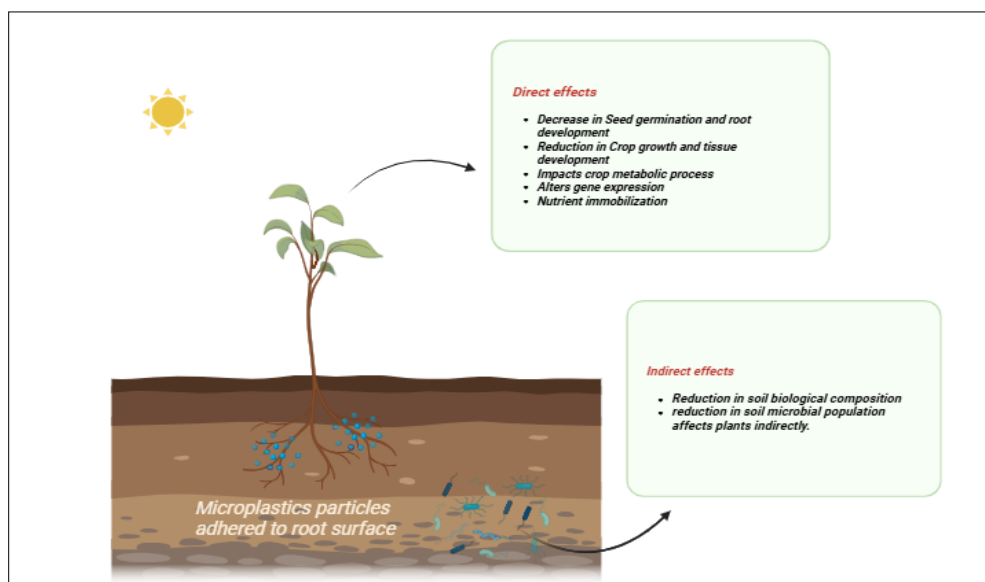 Direct effects
• Decrease in Seed germination and root
development
• Reduction in Crop growth and tissue
development
• Impacts crop metabolic process
• Alters gene expression
• Nutrient immobilization
Indirect effects
• Reduction in soil biological composition
• reduction in soil microbial population
affects plants indirectly.
Microplastics particles
adhered to root surface